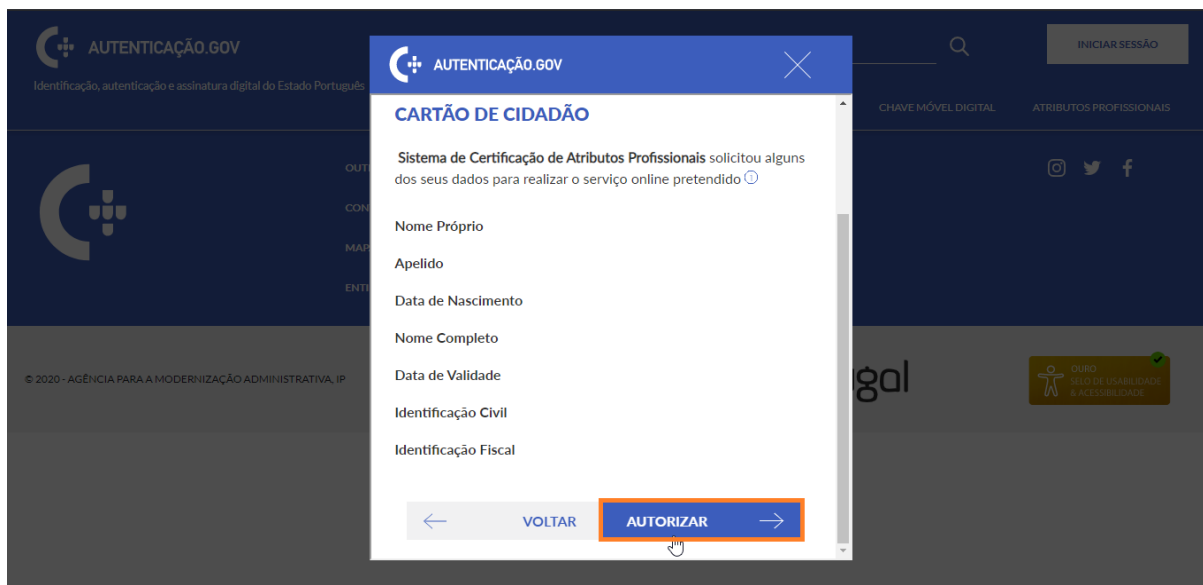 AUTENTICAÇÃO.GOV
Identificação, autenticação e assinatura digital do Estado Português
INICIAR SESSÃO
CHAVE MÓVEL DIGITAL
ATRIBUTOS PROFISSIONAIS
AUTENTICAÇÃO.GOV
CARTÃO DE CIDADÃO
Sistema de Certificação de Atributos Profissionais solicitou alguns
dos seus dados para realizar o serviço online pretendido
Nome Próprio
Apelido
Data de Nascimento
Nome Completo
Data de Validade
Identificação Civil
Identificação Fiscal
VOLTAR
AUTORIZAR
© 2020 - AGÊNCIA PARA A MODERNIZAÇÃO ADMINISTRATIVA, IP
OURO
SELO DE USABILIDADE
& ACESSIBILIDADE